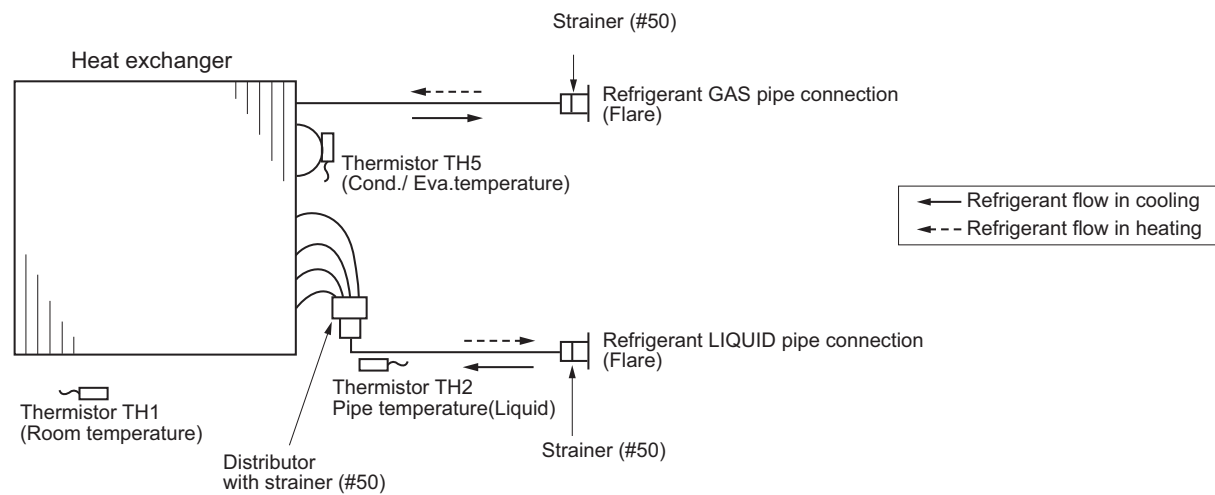 Strainer (#50)
Heat exchanger
Refrigerant GAS pipe connection
(Flare)
Thermistor TH5
(Cond./ Eva.temperature)
Refrigerant flow in cooling
Refrigerant flow in heating
Refrigerant LIQUID pipe connection
(Flare)
Thermistor TH2
Pipe temperature(Liquid)
Thermistor TH1
(Room temperature)
Strainer (#50)
Distributor
with strainer (#50)